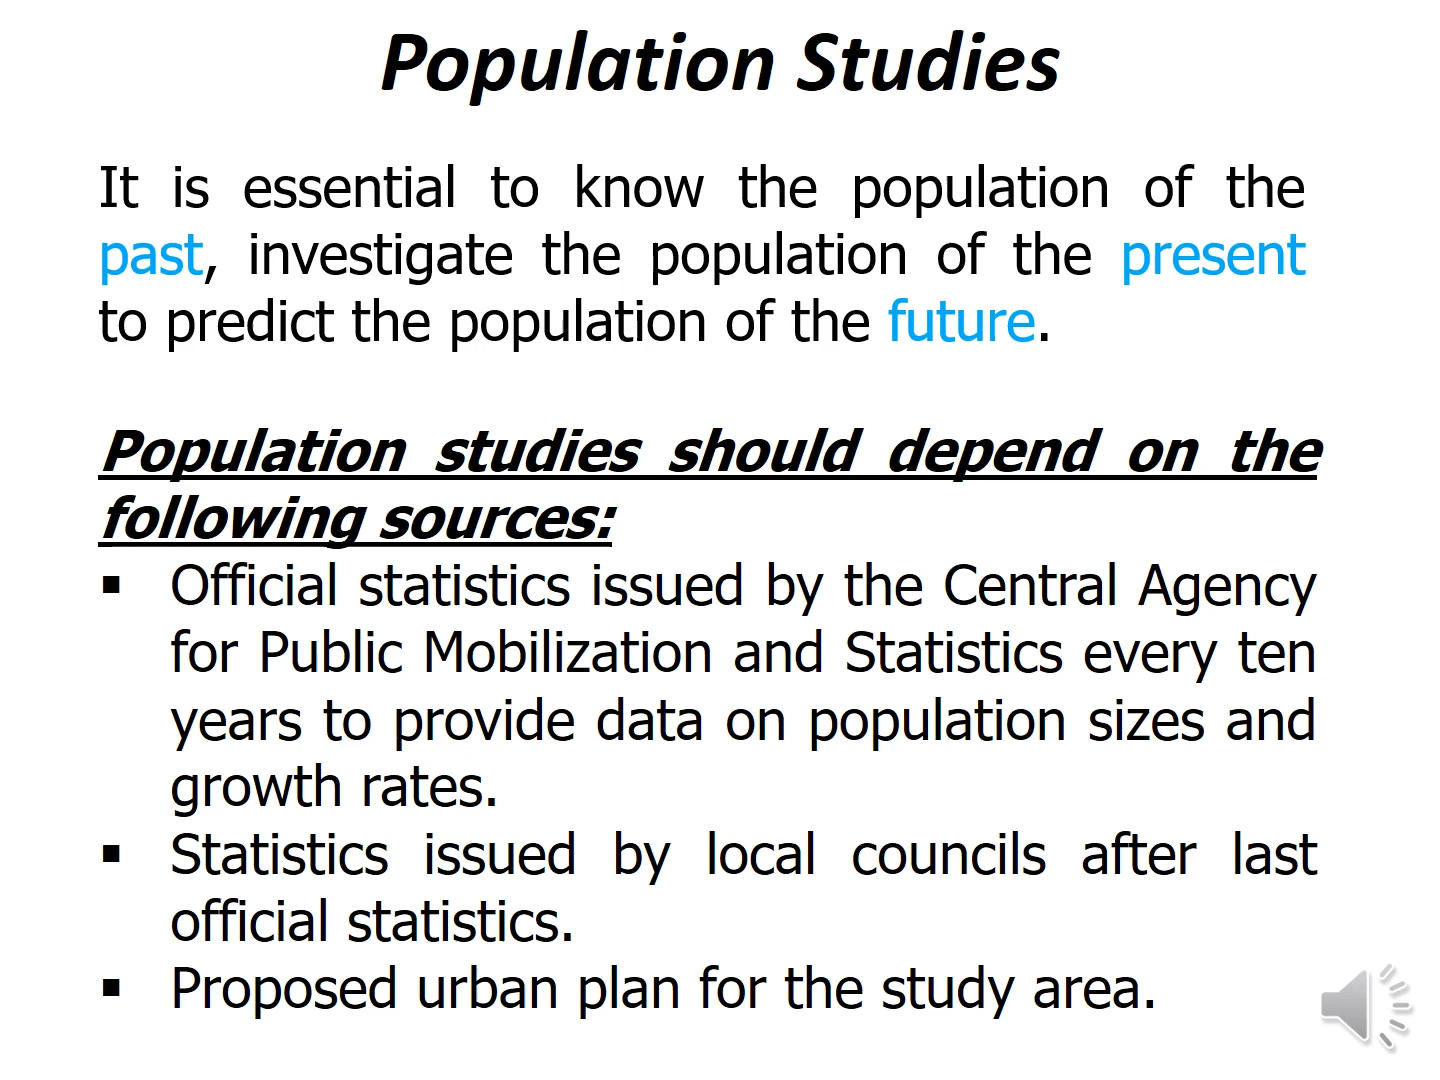 Population Studies
It is essential to know the population of the
past, investigate the population of the present
to predict the population of the future.
Population studies should depend on the
following sources:
▪ Official statistics issued by the Central Agency
for Public Mobilization and Statistics every ten
years to provide data on population sizes and
growth rates.
▪ Statistics issued by local councils after last
official statistics.
▪ Proposed urban plan for the study area.